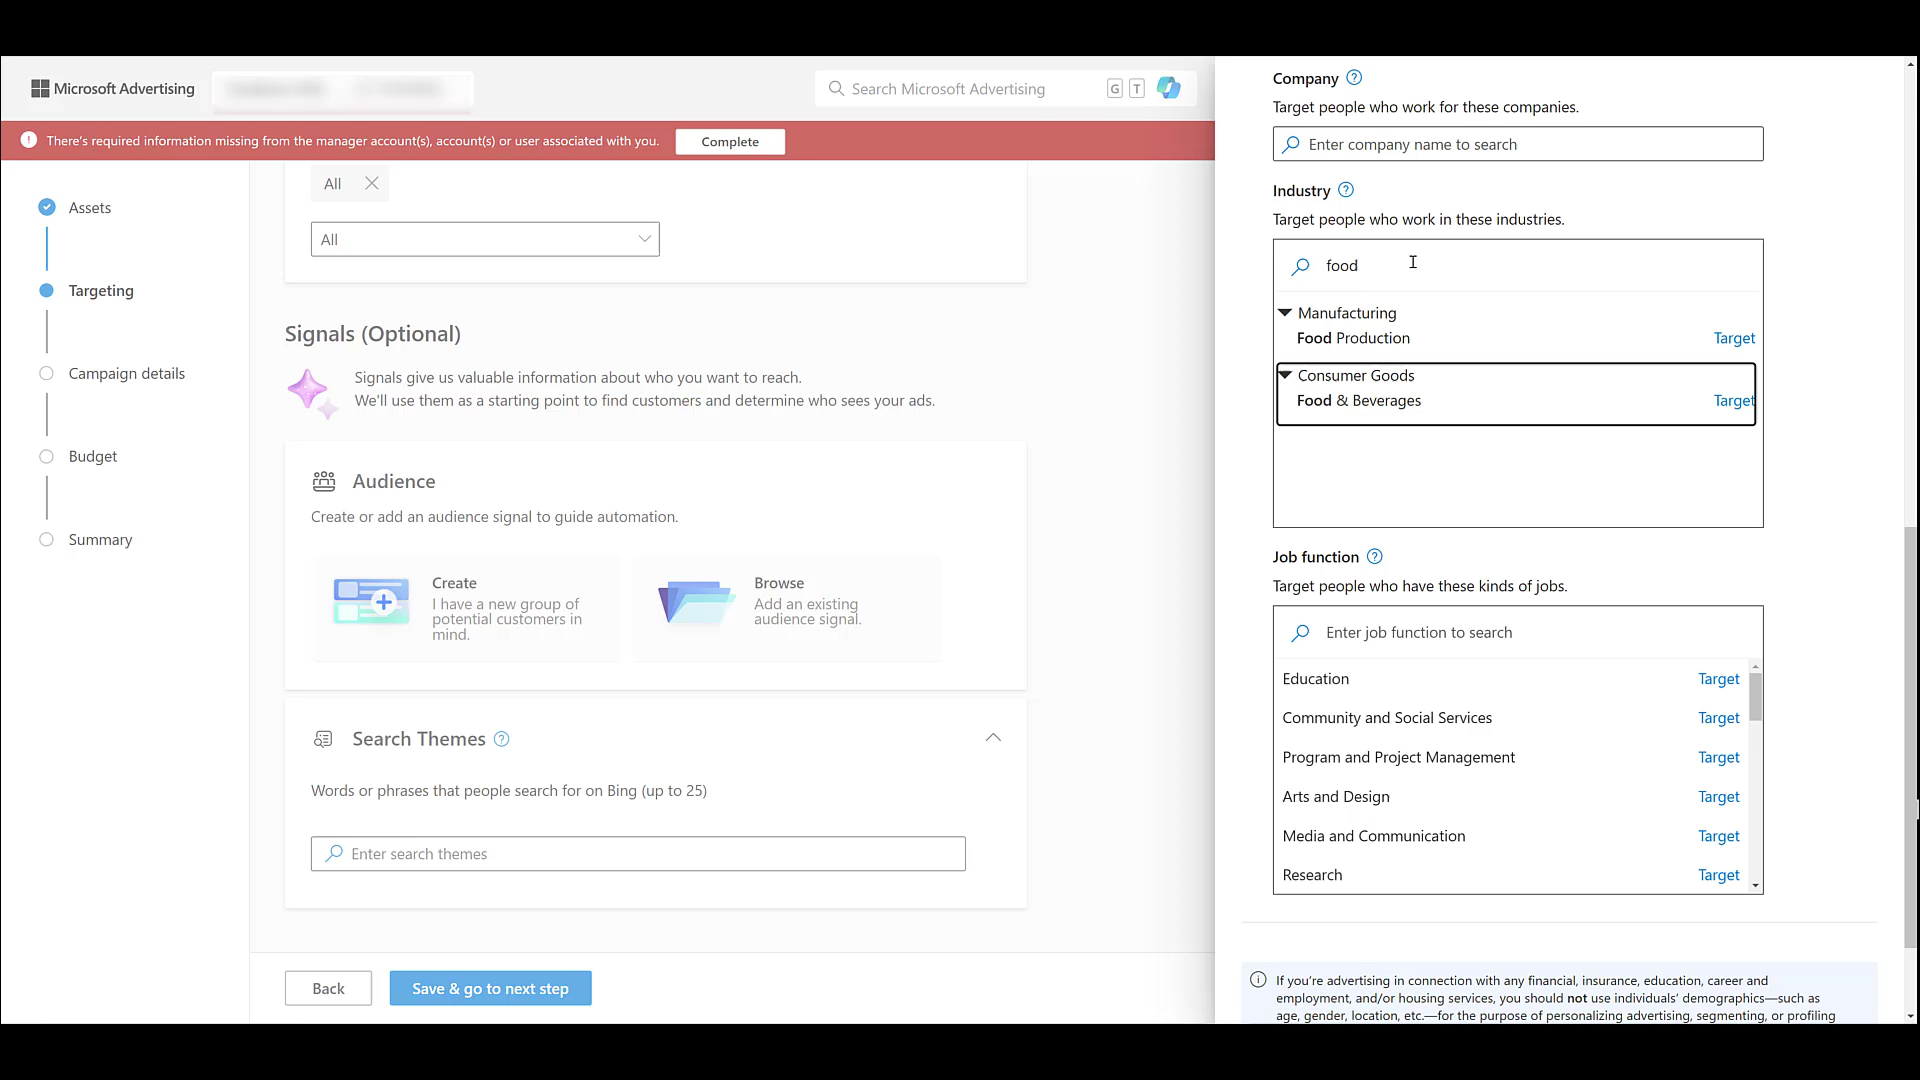 Microsoft Advertising
Search Microsoft Advertising
G
T
There's required information missing from the manager account(s), account(s) or user associated with you.
Complete
Assets
Targeting
Campaign details
Budget
Summary
All
All
Signals (Optional)
Signals give us valuable information about who you want to reach.
We'll use them as a starting point to find customers and determine who sees your ads.
Audience
Create or add an audience signal to guide automation.
Create
I have a new group of
potential customers in
mind.
Browse
Add an existing
audience signal.
Search Themes ?
Words or phrases that people search for on Bing (up to 25)
Enter search themes
Back
Save & go to next step
Company ?
Target people who work for these companies.
Enter company name to search
Industry ?
Target people who work in these industries.
food
Manufacturing
Food Production Target
Consumer Goods
Food & Beverages Target
Job function ?
Target people who have these kinds of jobs.
Enter job function to search
Education Target
Community and Social Services Target
Program and Project Management Target
Arts and Design Target
Media and Communication Target
Research Target
If you're advertising in connection with any financial, insurance, education, career and
employment, and/or housing services, you should not use individuals' demographics—such as
age, gender, location, etc.—for the purpose of personalizing advertising, segmenting, or profiling